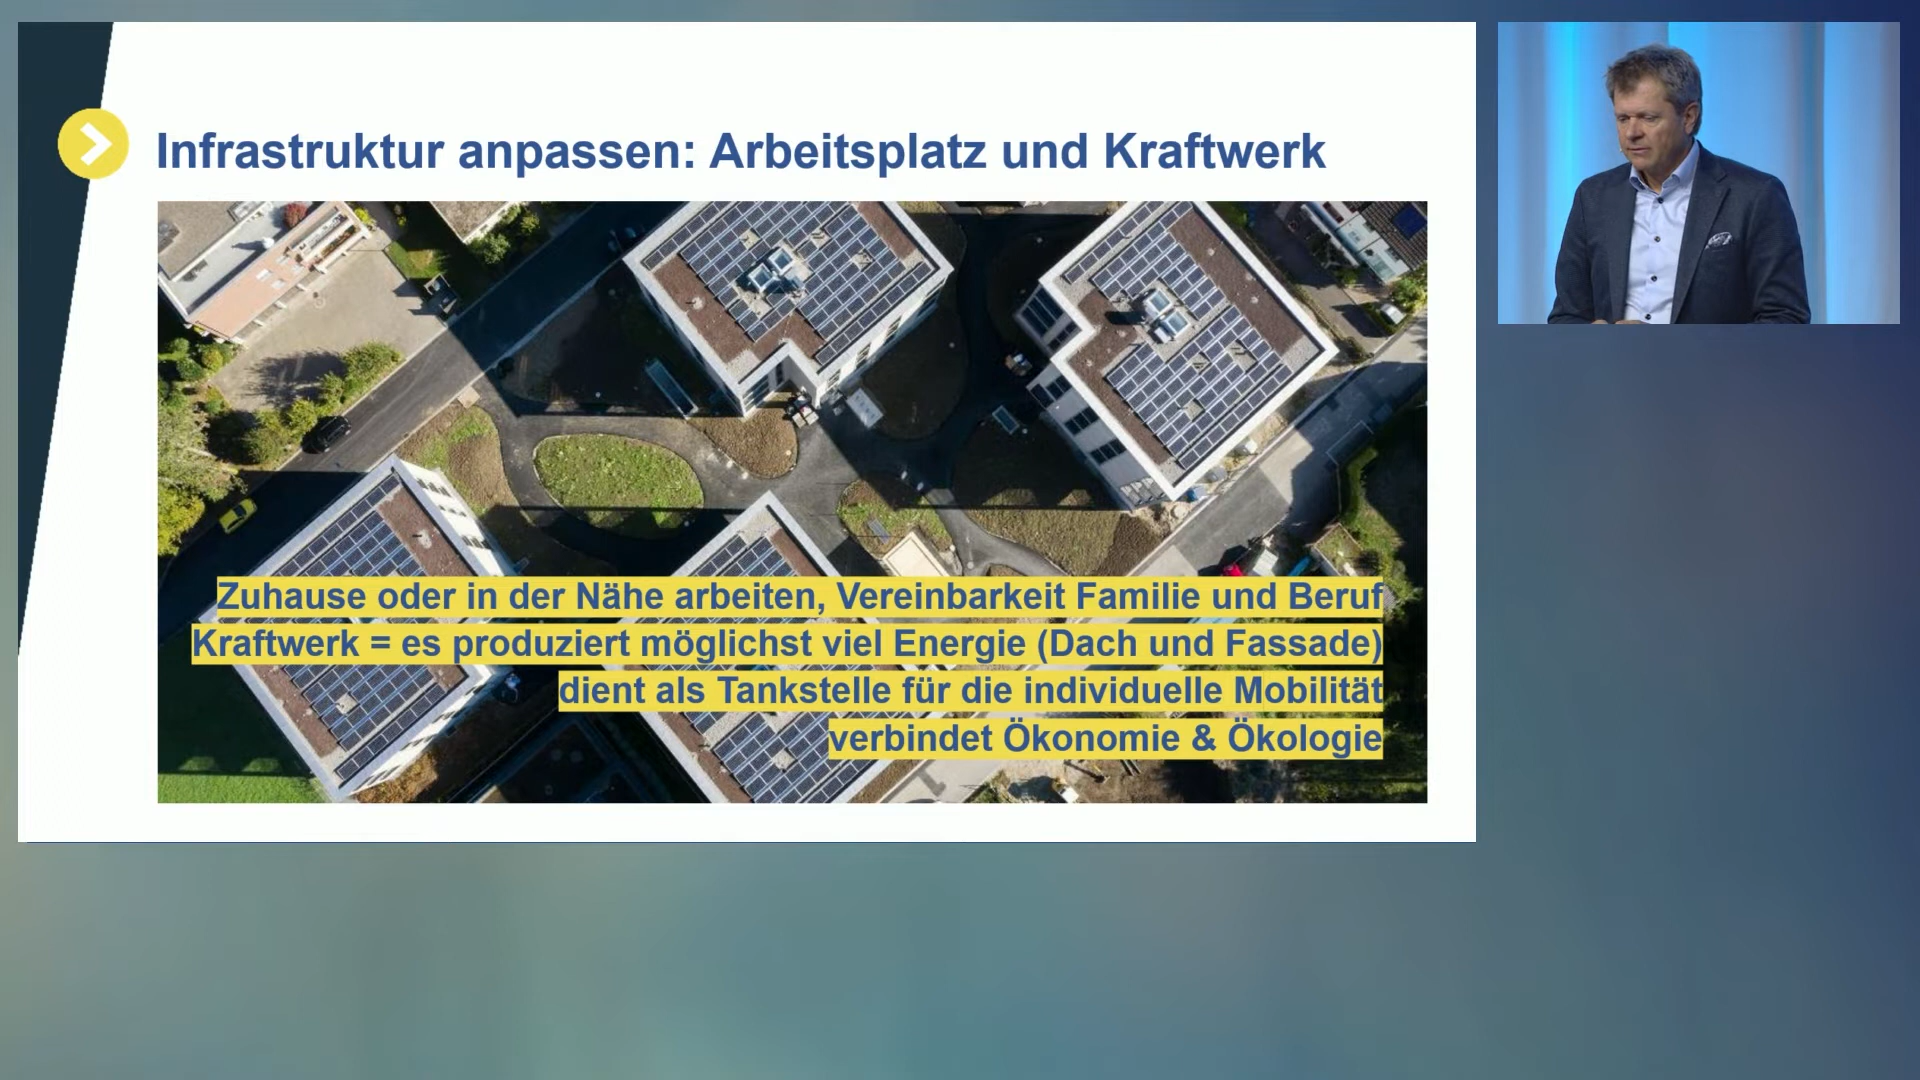 Infrastruktur anpassen: Arbeitsplatz und Kraftwerk
Zuhause oder in der Nähe arbeiten, Vereinbarkeit Familie und Beruf
Kraftwerk = es produziert möglichst viel Energie (Dach und Fassade)
dient als Tankstelle für die individuelle Mobilität
verbindet Ökonomie & Ökologie